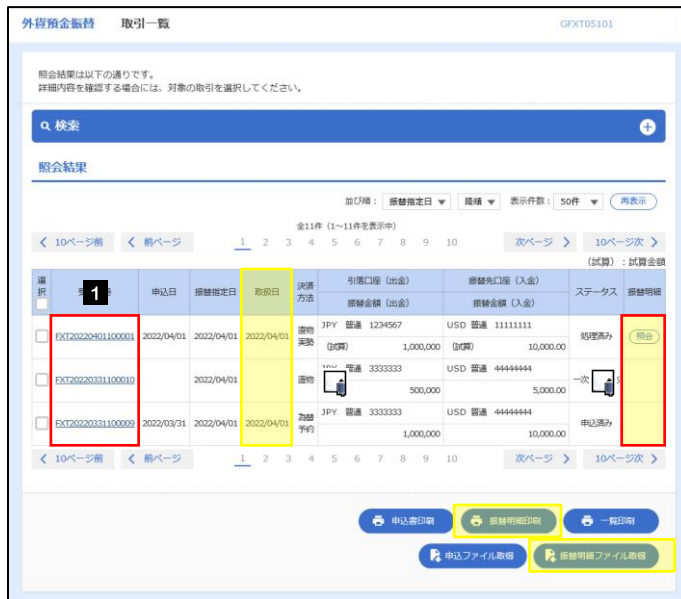 外貨預金振替 取引一覧 GFXT05101
照会結果は以下の通りです。
詳細内容を確認する場合には、対象の取引を選択してください。
検索
照会結果
並び順： 振替指定日 ▼ 降順 ▼ 表示件数： 50件 ▼ 再表示
全11件（1～11件を表示中）
10ページ前 前ページ 1 2 3 4 5 6 7 8 9 10 次ページ 10ページ次
（試算）：試算金額
選択 1 申込日 振替指定日 取扱日 決済方法 引落口座（出金） 振替先口座（入金） ステータス 振替明細
振替金額（出金） 振替金額（入金）
FXT20220401100001 2022/04/01 2022/04/01 2022/04/01 直物実勢 JPY 普通 1234567 USD 普通 11111111 処理済み 照会
（試算） 1,000,000 （試算） 10,000.00
FXT20220331100010 2022/04/01 直物 JPY 普通 3333333 USD 普通 44444444 一次
500,000 5,000.00
FXT20220331100009 2022/03/31 2022/04/01 2022/04/01 為替予約 JPY 普通 3333333 USD 普通 44444444 申込済み
1,000,000 10,000.00
10ページ前 前ページ 1 2 3 4 5 6 7 8 9 10 次ページ 10ページ次
申込書印刷 振替明細印刷 一覧印刷
申込ファイル取得 振替明細ファイル取得